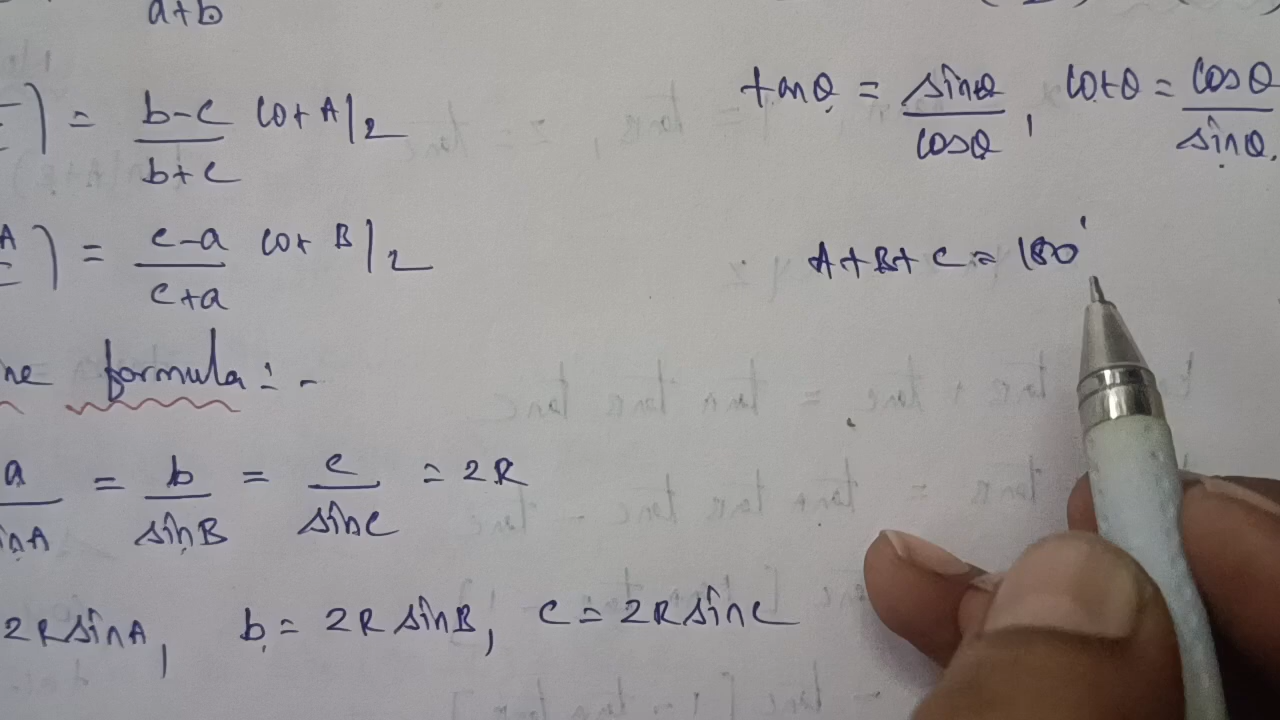 a+b
b-c cot A/2
=
b+c
tanθ = sinθ/cosθ, cotθ = cosθ/sinθ.
A
= c-a cot B/2
c+a
A+B+C = 180°
formula :-
a = b = c = 2R
sinB sinC
2R sinA, b = 2R sinB, c = 2R sinC